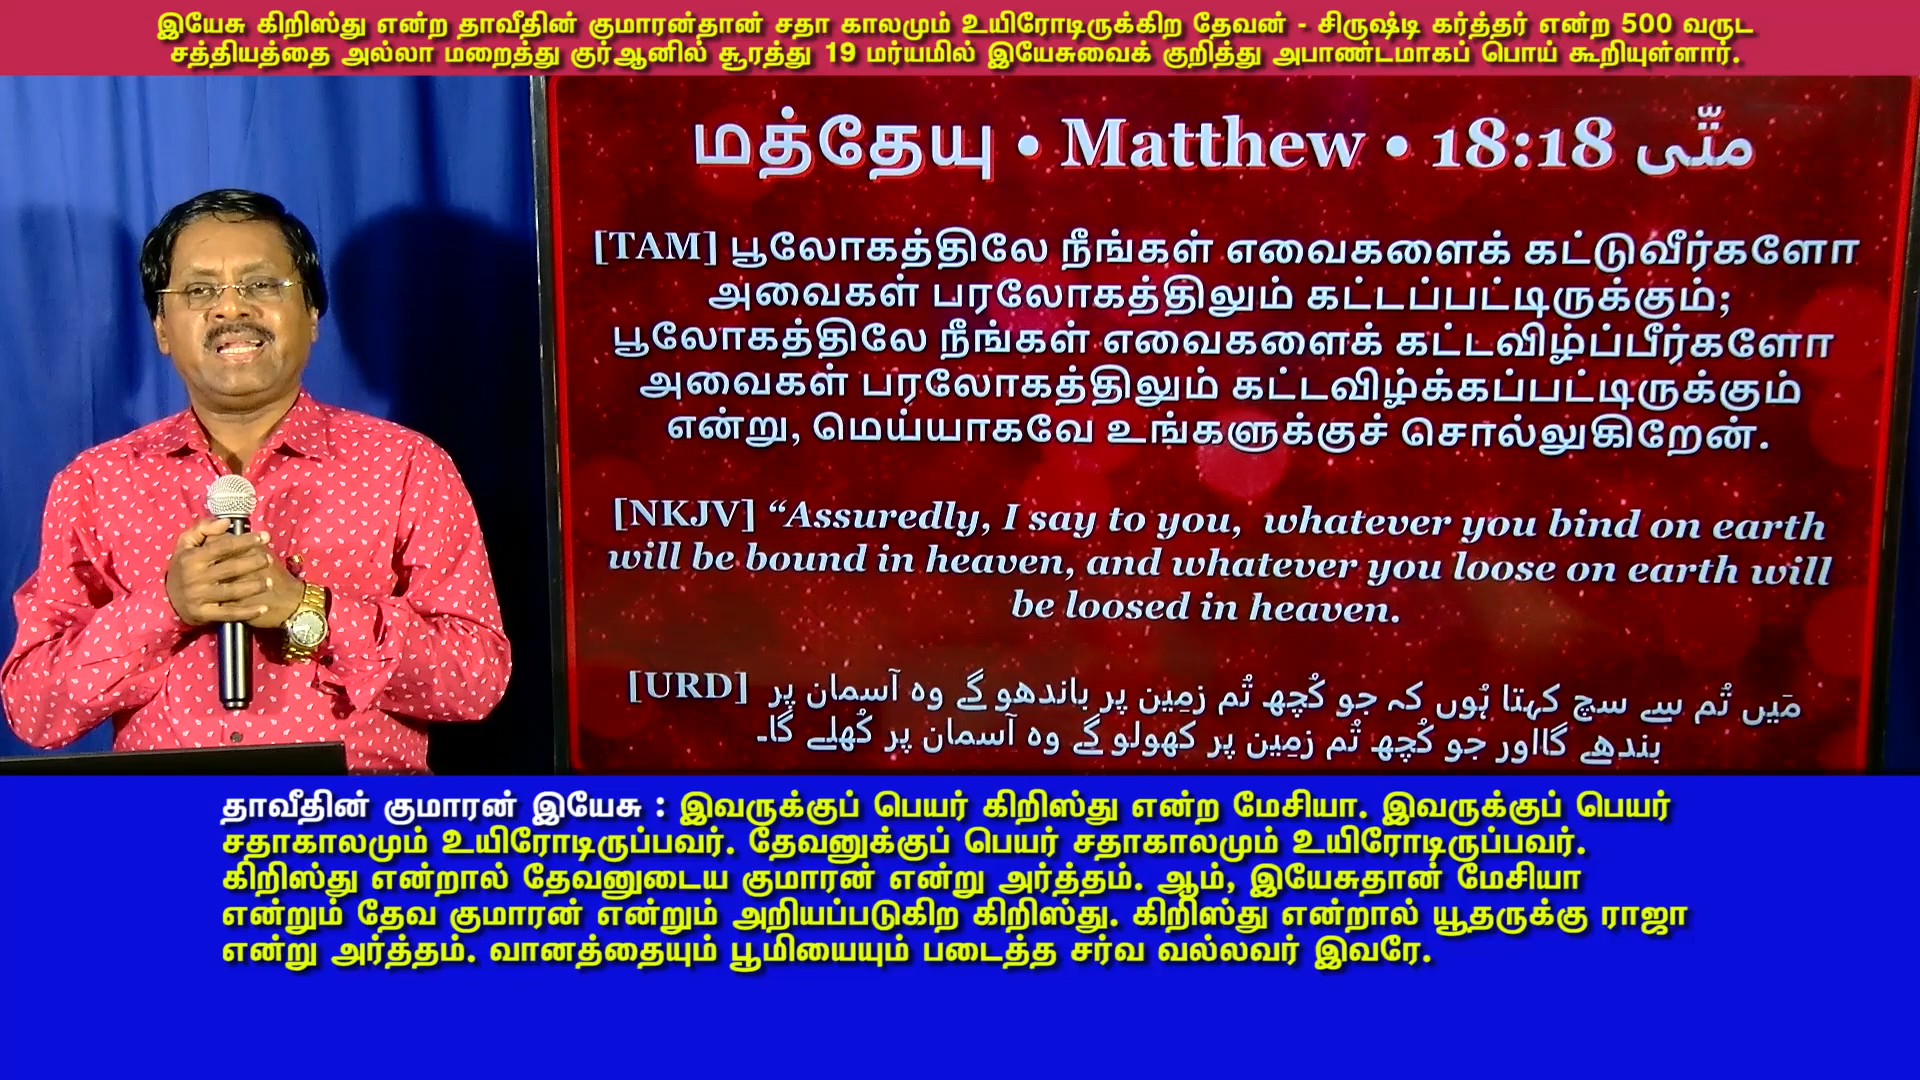 இயேசு கிறிஸ்து என்ற தாவீதின் குமாரன்தான் சதா காலமும் உயிரோடிருக்கிற தேவன் - சிருஷ்டி கர்த்தர் என்ற 500 வருட
சத்தியத்தை அல்லா மறைத்து குர்ஆனில் சூரத்து 19 மர்யமில் இயேசுவைக் குறித்து அபாண்டமாகப் பொய் கூறியுள்ளார்.
மத்தேயு • Matthew • 18:18 متّی
[TAM] பூலோகத்திலே நீங்கள் எவைகளைக் கட்டுவீர்களோ
அவைகள் பரலோகத்திலும் கட்டப்பட்டிருக்கும்;
பூலோகத்திலே நீங்கள் எவைகளைக் கட்டவிழ்ப்பீர்களோ
அவைகள் பரலோகத்திலும் கட்டவிழ்க்கப்பட்டிருக்கும்
என்று, மெய்யாகவே உங்களுக்குச் சொல்லுகிறேன்.
[NKJV] “Assuredly, I say to you, whatever you bind on earth
will be bound in heaven, and whatever you loose on earth will
be loosed in heaven.
[URD] مَیں تُم سے سچ کہتا ہُوں کہ جو کُچھ تُم زمِین پر باندھو گے وہ آسمان پر
بندھے گااور جو کُچھ تُم زمِین پر کھولو گے وہ آسمان پر کُھلے گا۔
தாவீதின் குமாரன் இயேசு : இவருக்குப் பெயர் கிறிஸ்து என்ற மேசியா. இவருக்குப் பெயர்
சதாகாலமும் உயிரோடிருப்பவர். தேவனுக்குப் பெயர் சதாகாலமும் உயிரோடிருப்பவர்.
கிறிஸ்து என்றால் தேவனுடைய குமாரன் என்று அர்த்தம். ஆம், இயேசுதான் மேசியா
என்றும் தேவ குமாரன் என்றும் அறியப்படுகிற கிறிஸ்து. கிறிஸ்து என்றால் யூதருக்கு ராஜா
என்று அர்த்தம். வானத்தையும் பூமியையும் படைத்த சர்வ வல்லவர் இவரே.